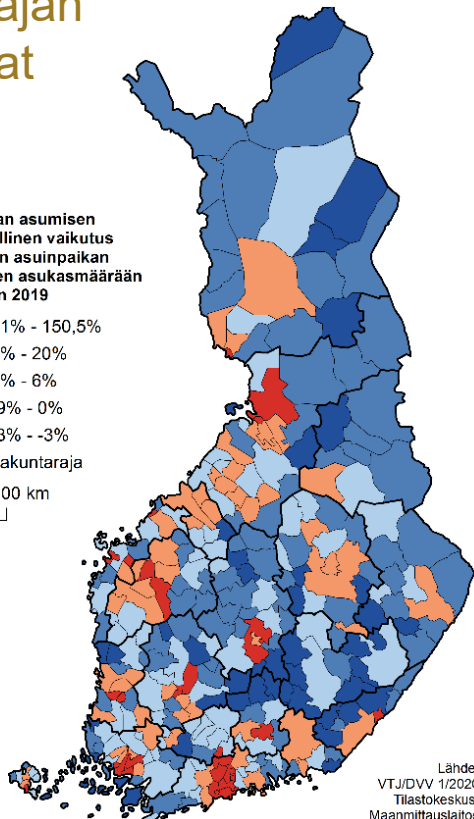 ajan
at
an asumisen
llinen vaikutus
n asuinpaikan
en asukasmäärään
n 2019
1% - 150,5%
% - 20%
% - 6%
9% - 0%
3% - -3%
akuntaraja
00 km
Lähde
VTJ/DVV 1/2020
Tilastokeskus
Maanmittauslaitos